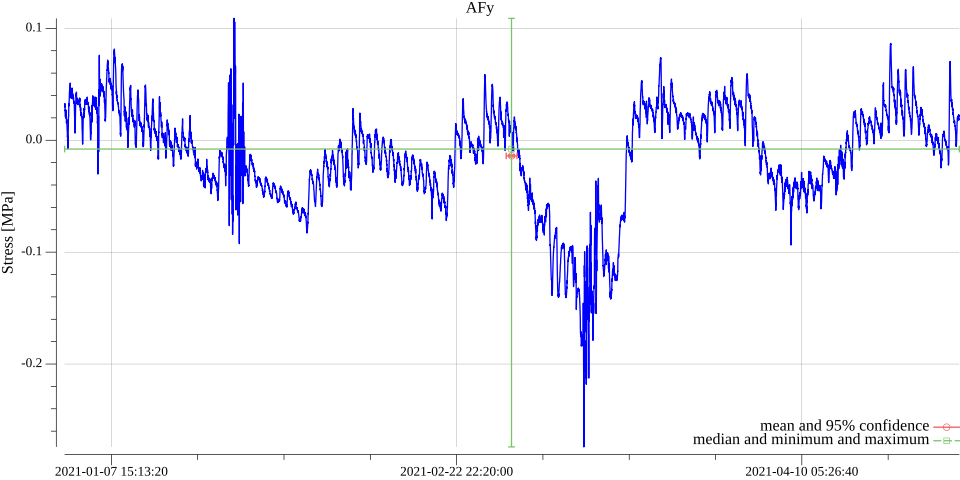 AFy
0.1
0.0
-0.1
-0.2
Stress [MPa]
mean and 95% confidence
median and minimum and maximum
2021-01-07 15:13:20
2021-02-22 22:20:00
2021-04-10 05:26:40